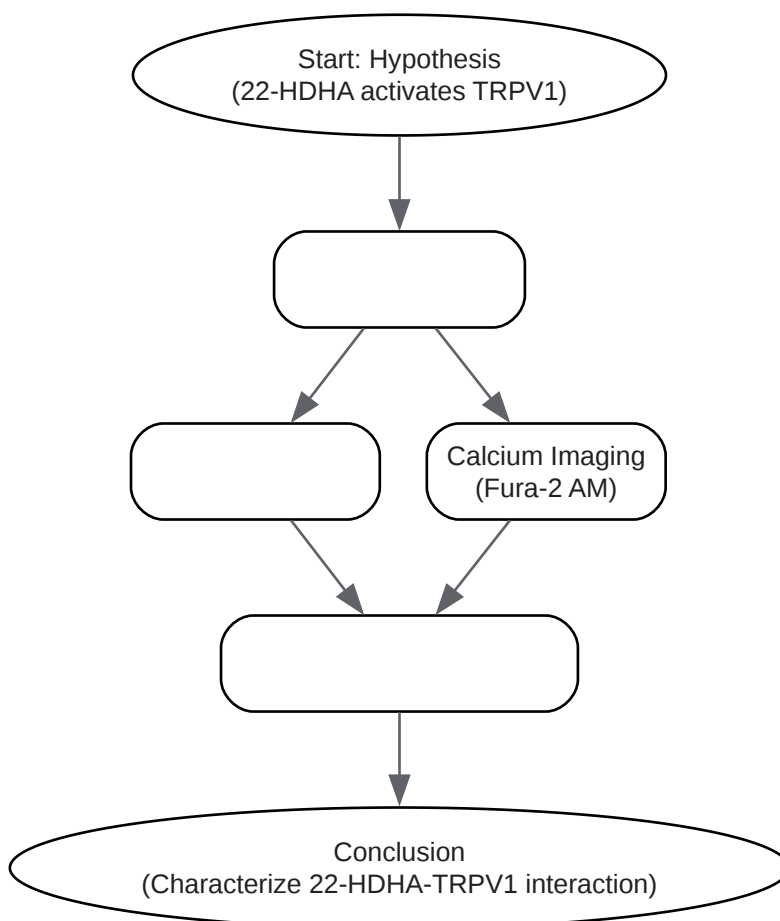 Start: Hypothesis
(22-HDHA activates TRPV1)
Calcium Imaging
(Fura-2 AM)
Conclusion
(Characterize 22-HDHA-TRPV1 interaction)